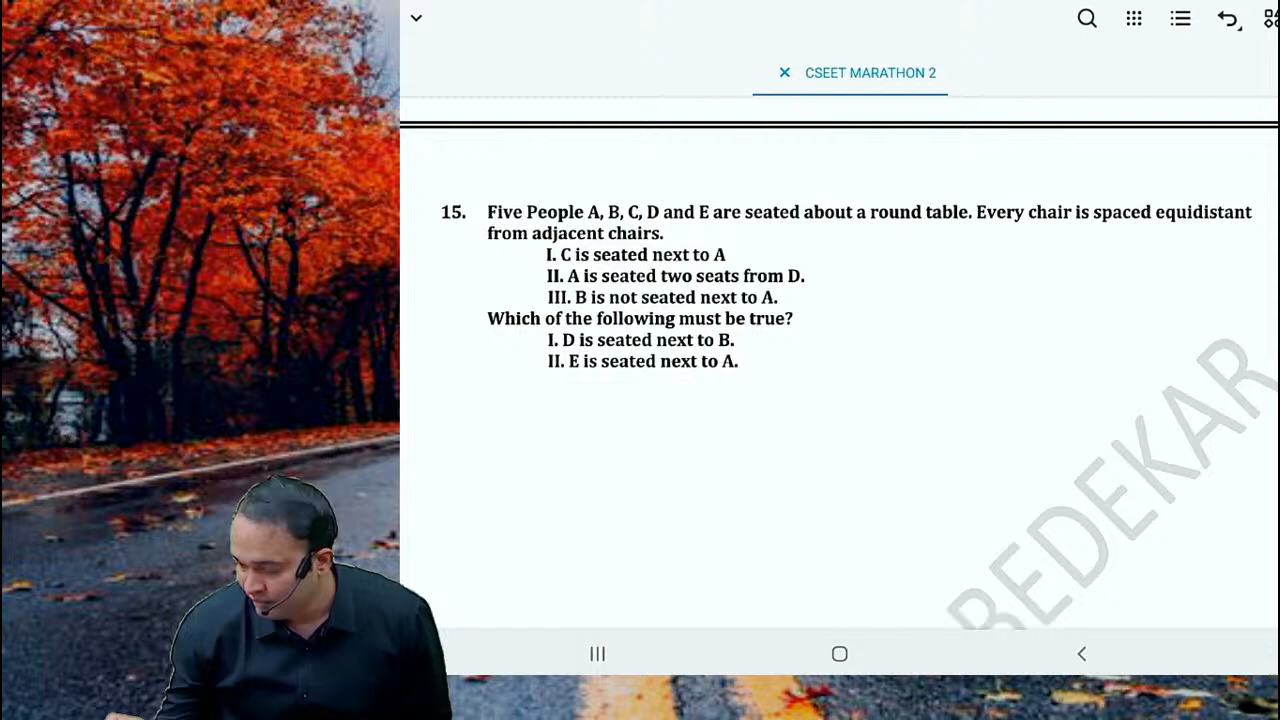 CSEET MARATHON 2
15. Five People A, B, C, D and E are seated about a round table. Every chair is spaced equidistant
from adjacent chairs.
I. C is seated next to A
II. A is seated two seats from D.
III. B is not seated next to A.
Which of the following must be true?
I. D is seated next to B.
II. E is seated next to A.
BEDEKAR